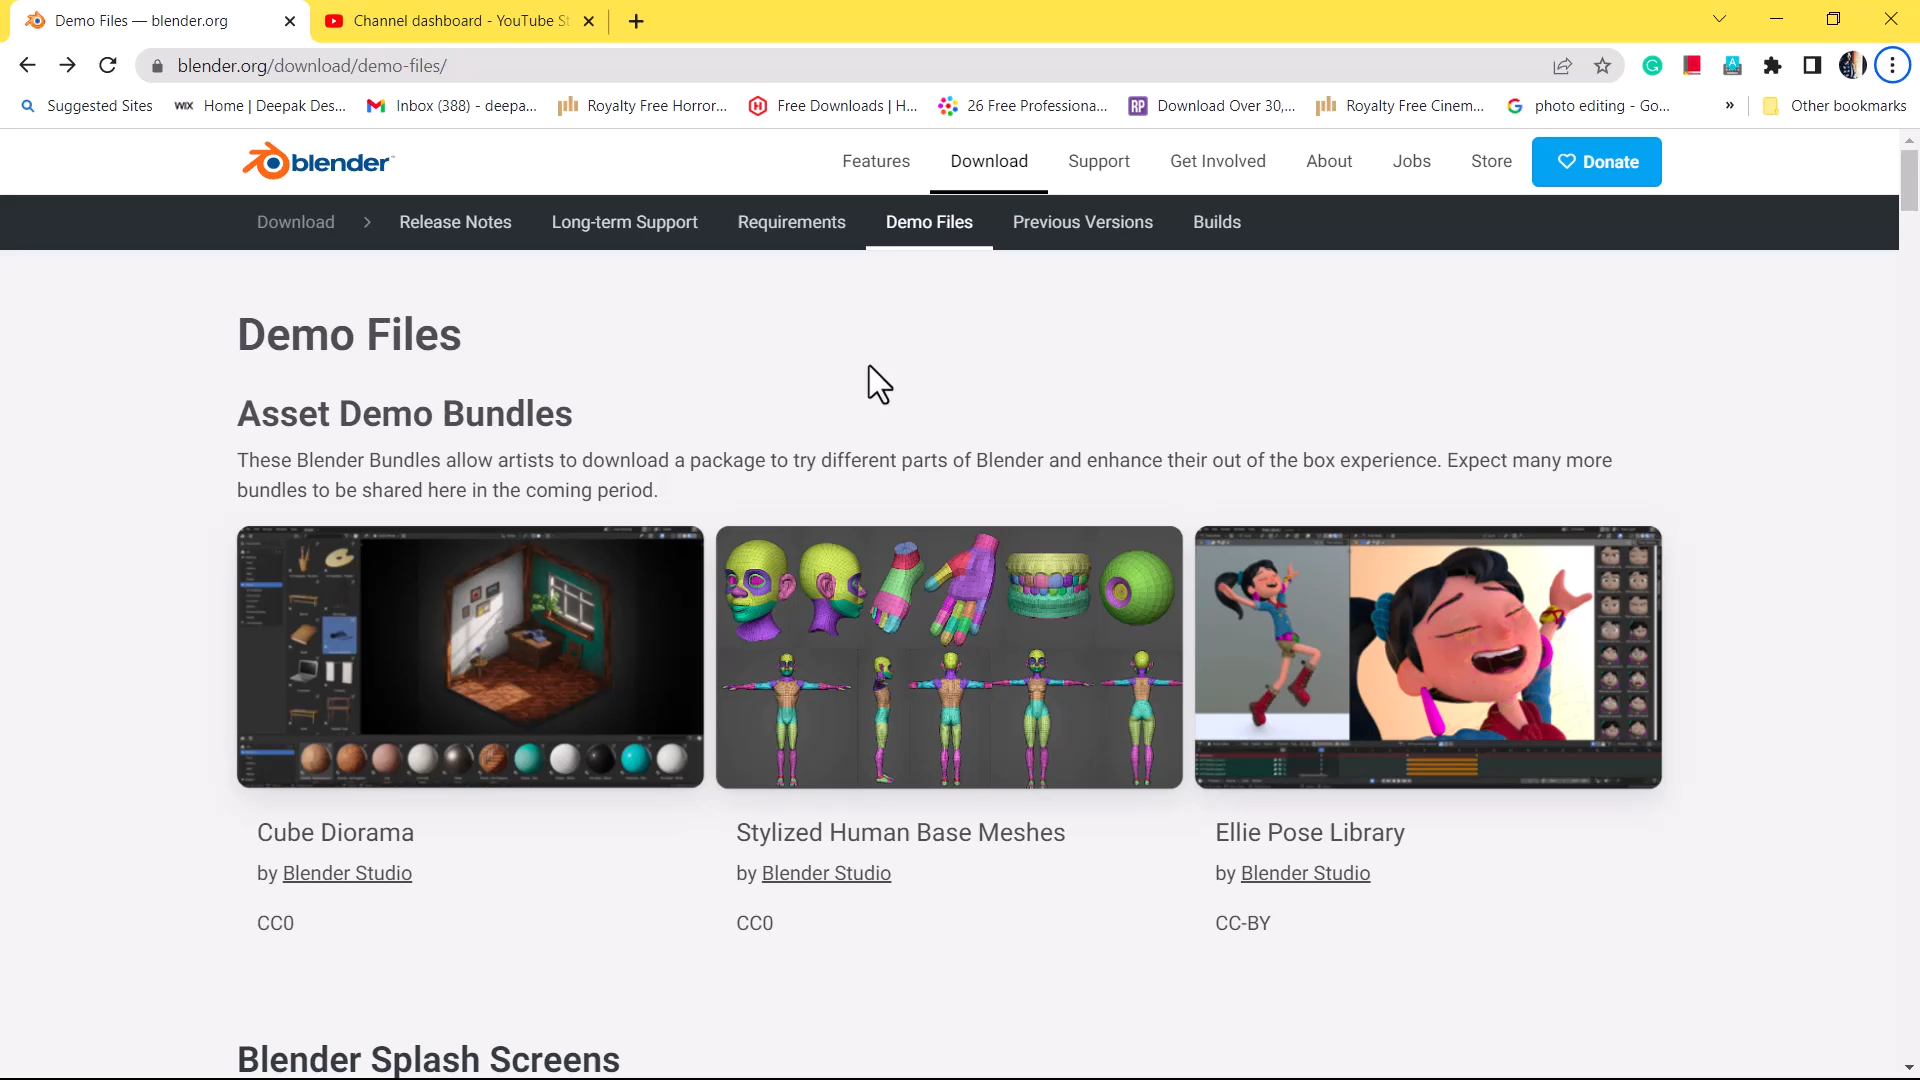 Demo Files — blender.org
Channel dashboard - YouTube St
blender.org/download/demo-files/
Suggested Sites
WIX Home | Deepak Des...
Inbox (388) - deepa...
Royalty Free Horror...
Free Downloads | H...
26 Free Professiona...
RP Download Over 30,...
Royalty Free Cinem...
photo editing - Go...
»
Other bookmarks
blender™
Features
Download
Support
Get Involved
About
Jobs
Store
Donate
Download
Release Notes
Long-term Support
Requirements
Demo Files
Previous Versions
Builds
Demo Files
Asset Demo Bundles
These Blender Bundles allow artists to download a package to try different parts of Blender and enhance their out of the box experience. Expect many more
bundles to be shared here in the coming period.
Cube Diorama
by Blender Studio
CC0
Stylized Human Base Meshes
by Blender Studio
CC0
Ellie Pose Library
by Blender Studio
CC-BY
Blender Splash Screens